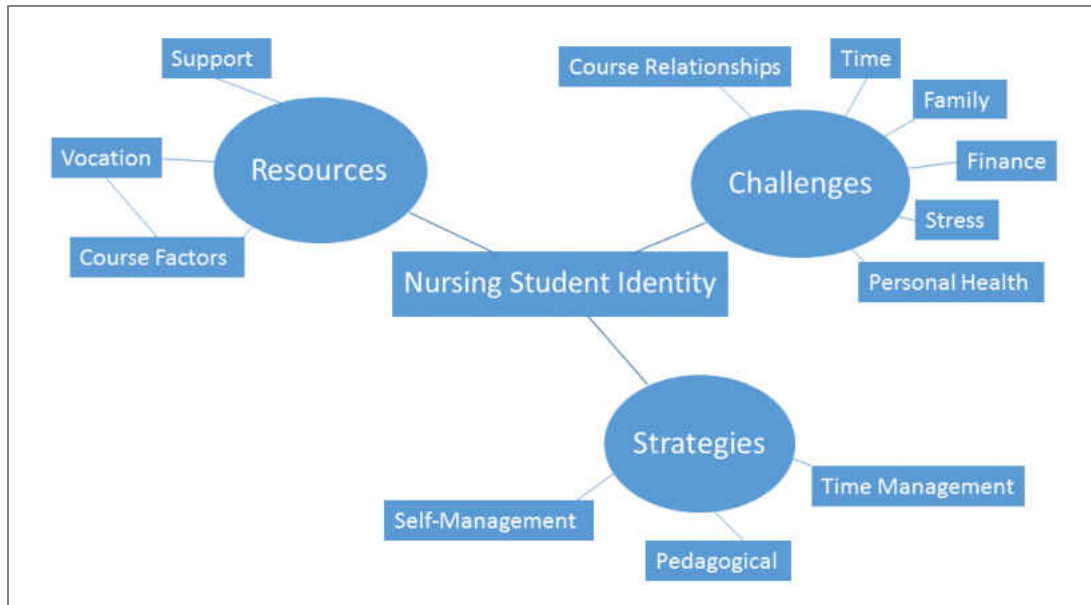 Support
Vocation
Resources
Course Factors
Course Relationships
Time
Family
Finance
Challenges
Stress
Personal Health
Nursing Student Identity
Strategies
Self-Management
Pedagogical
Time Management